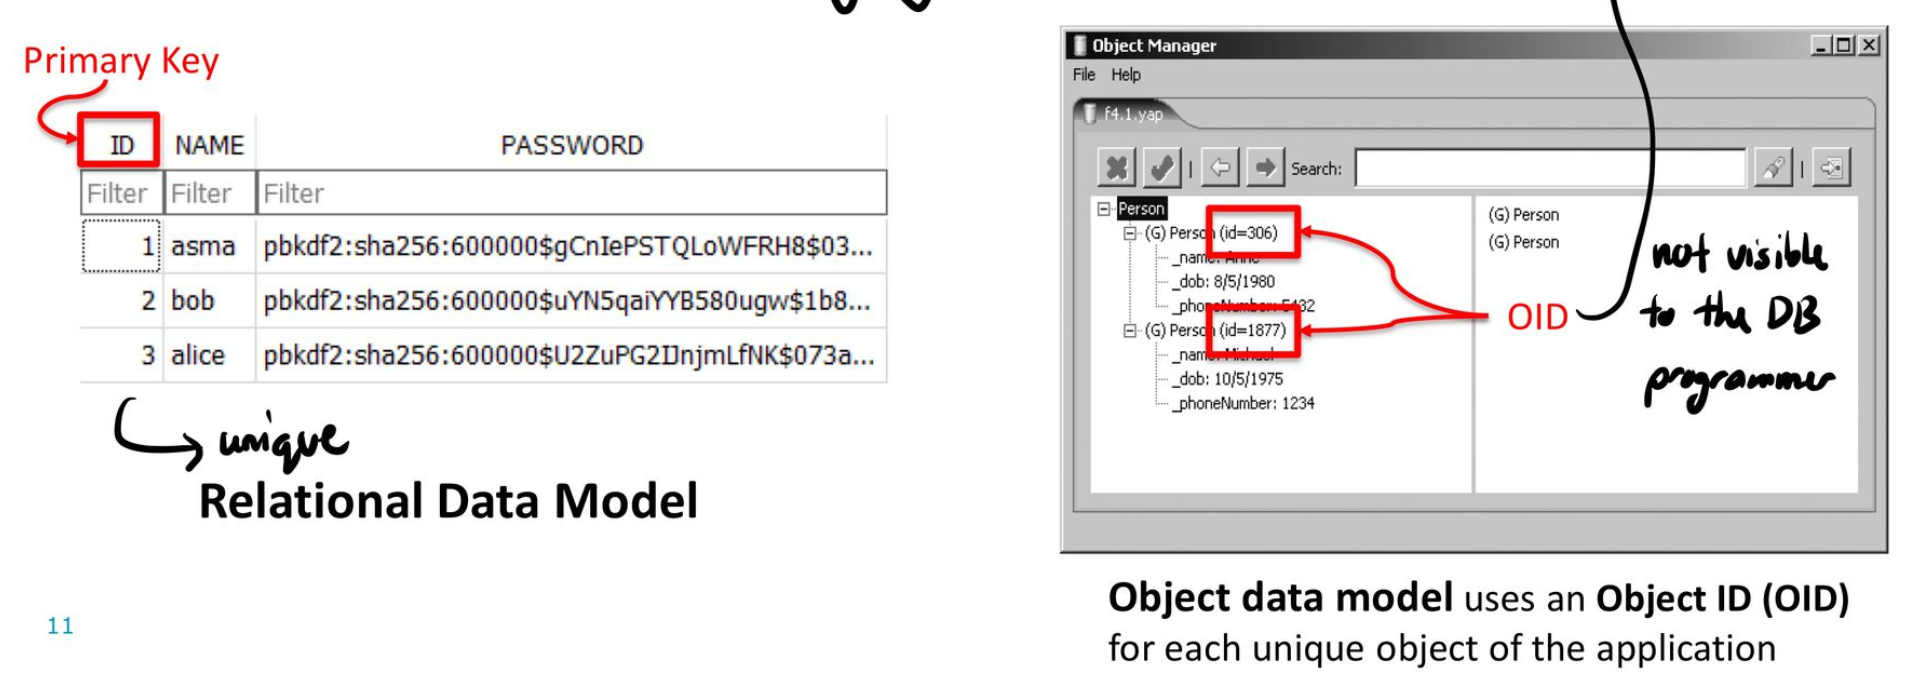 Primary Key
ID NAME PASSWORD
Filter Filter Filter
1 asma pbkdf2:sha256:600000$gCnIePSTQLoWFRH8$03...
2 bob pbkdf2:sha256:600000$uYN5qaiYYB580ugw$1b8...
3 alice pbkdf2:sha256:600000$U2ZuPG2IJnjmLfNK$073a...
unique
Relational Data Model
11
Object Manager
File Help
f4.1.yap
Search:
Person
(G) Person (id=306)
_name: Anne
_dob: 8/5/1980
_phoneNumber: 5432
(G) Person (id=1877)
_name: Michael
_dob: 10/5/1975
_phoneNumber: 1234
(G) Person
(G) Person
OID
not visible
to the DB
programmer
Object data model uses an Object ID (OID)
for each unique object of the application